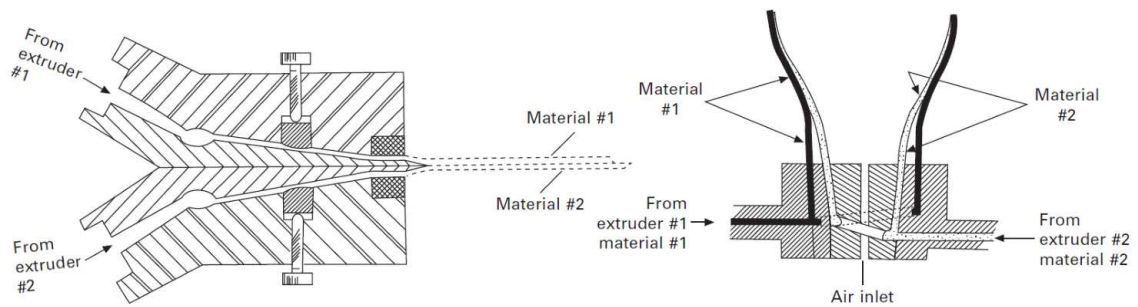 From
extruder
#1
Material #1
Material #2
From
extruder
#2
Material
#1
Material
#2
From
extruder #1
material #1
From
extruder #2
material #2
Air inlet